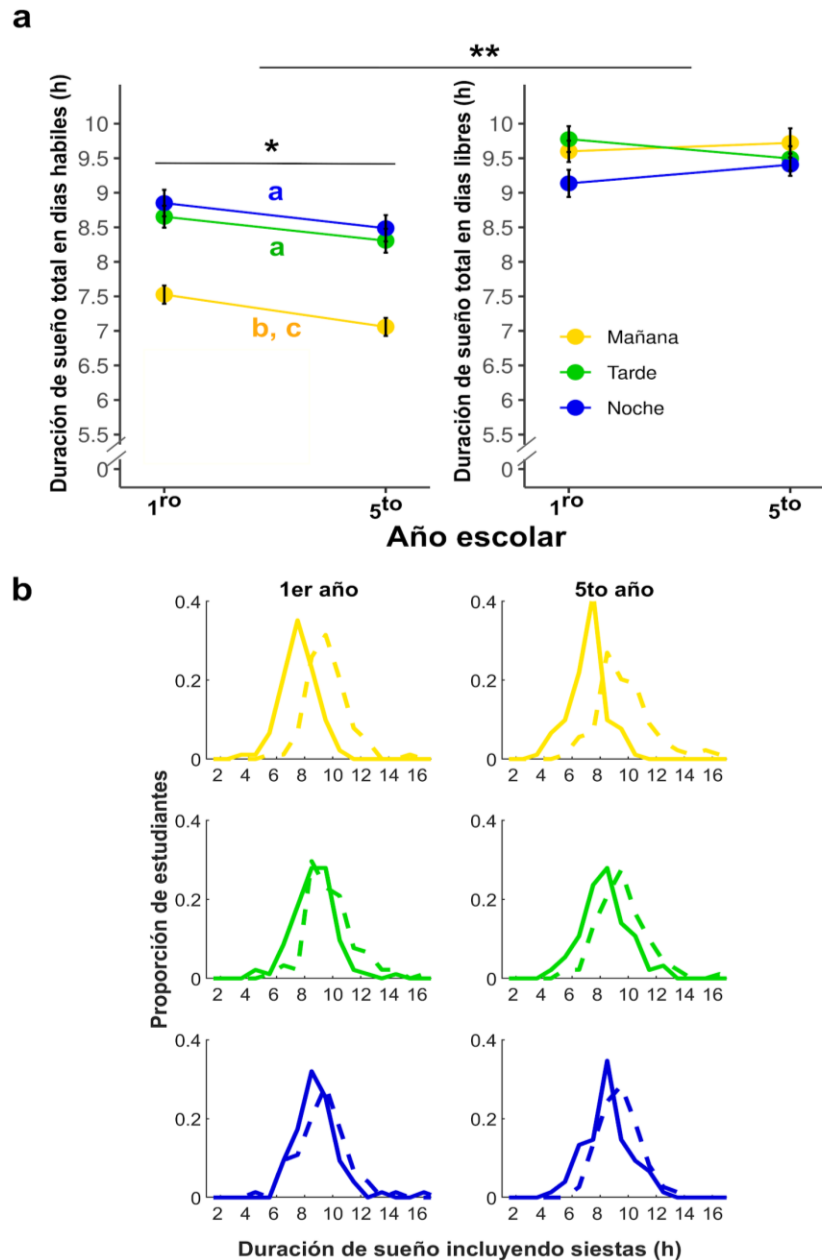 a
**
Duración de sueño total en dias habiles (h)
10
9.5
9
8.5
8
7.5
7
6.5
6
5.5
0
*
a
a
b, c
1ro
5to
Duración de sueño total en dias libres (h)
10
9.5
9
8.5
8
7.5
7
6.5
6
5.5
0
Mañana
Tarde
Noche
1ro
5to
Año escolar
b
1er año
5to año
Proporción de estudiantes
0.4
0.2
0
2 4 6 8 10 12 14 16
0.4
0.2
0
2 4 6 8 10 12 14 16
0.4
0.2
0
2 4 6 8 10 12 14 16
0.4
0.2
0
2 4 6 8 10 12 14 16
0.4
0.2
0
2 4 6 8 10 12 14 16
0.4
0.2
0
2 4 6 8 10 12 14 16
Duración de sueño incluyendo siestas (h)